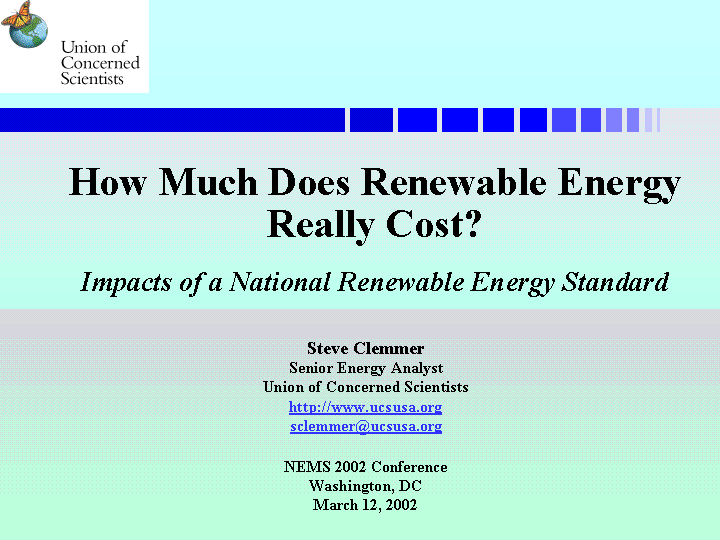 Union of
Concerned
Scientists
How Much Does Renewable Energy
Really Cost?
Impacts of a National Renewable Energy Standard
Steve Clemmer
Senior Energy Analyst
Union of Concerned Scientists
http://www.ucsusa.org
sclemmer@ucsusa.org
NEMS 2002 Conference
Washington, DC
March 12, 2002